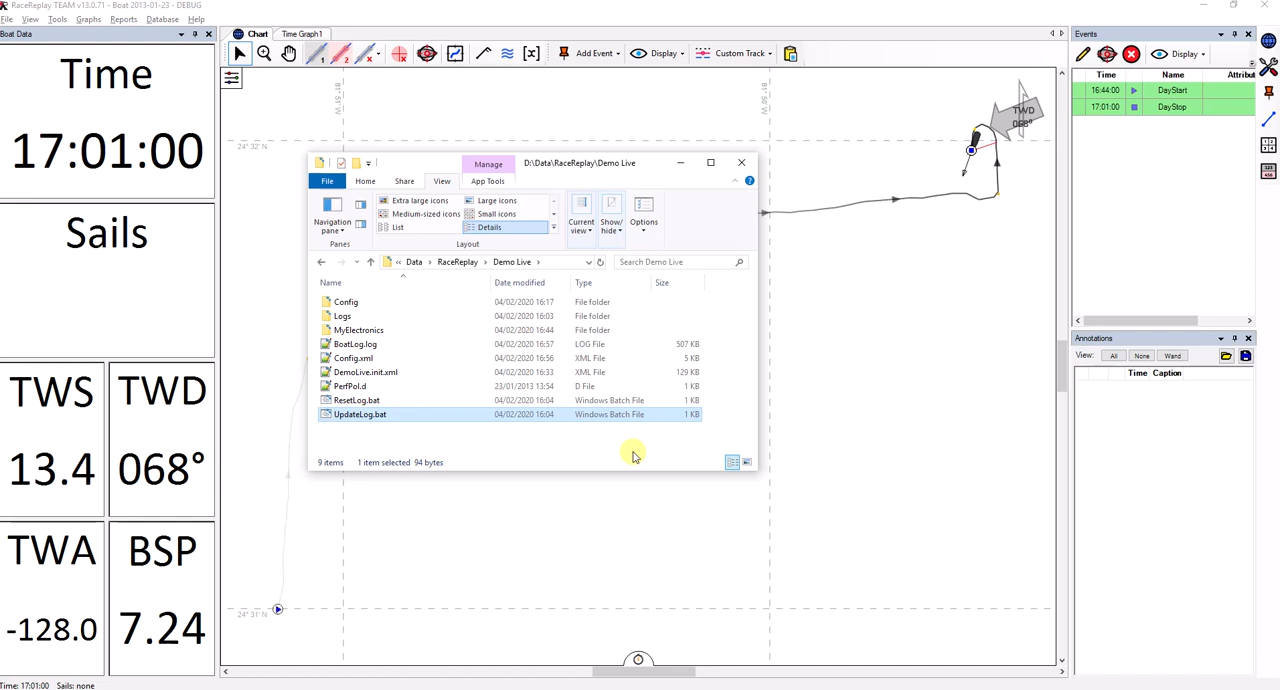 RaceReplay TEAM v13.0.71 - Boat 2013-01-23 - DEBUG
File View Tools Graphs Reports Database Help
Boat Data
Time
17:01:00
Sails
TWS
13.4
TWD
068°
TWA
-128.0
BSP
7.24
Time: 17:01:00 Sails: none
Chart Time Graph1
1 2 x Add Event Display Custom Track
81° 51' W
81° 50' W
24° 32' N
24° 31' N
TWD
068°
Manage D:\Data\RaceReplay\Demo Live
File Home Share View App Tools
Navigation pane
Panes
Extra large icons Large icons
Medium-sized icons Small icons
List Details
Layout
Current view Show/hide Options
« Data › RaceReplay › Demo Live › Search Demo Live
Name Date modified Type Size
Config 04/02/2020 16:17 File folder
Logs 04/02/2020 16:03 File folder
MyElectronics 04/02/2020 16:44 File folder
BoatLog.log 04/02/2020 16:57 LOG File 507 KB
Config.xml 04/02/2020 16:56 XML File 5 KB
DemoLive.init.xml 04/02/2020 16:33 XML File 129 KB
PerfPol.d 23/01/2013 13:54 D File 1 KB
ResetLog.bat 04/02/2020 16:04 Windows Batch File 1 KB
UpdateLog.bat 04/02/2020 16:04 Windows Batch File 1 KB
9 items 1 item selected 94 bytes
Events
Display
Time Name Attribut
16:44:00 DayStart
17:01:00 DayStop
Annotations
View: All None Wand
Time Caption